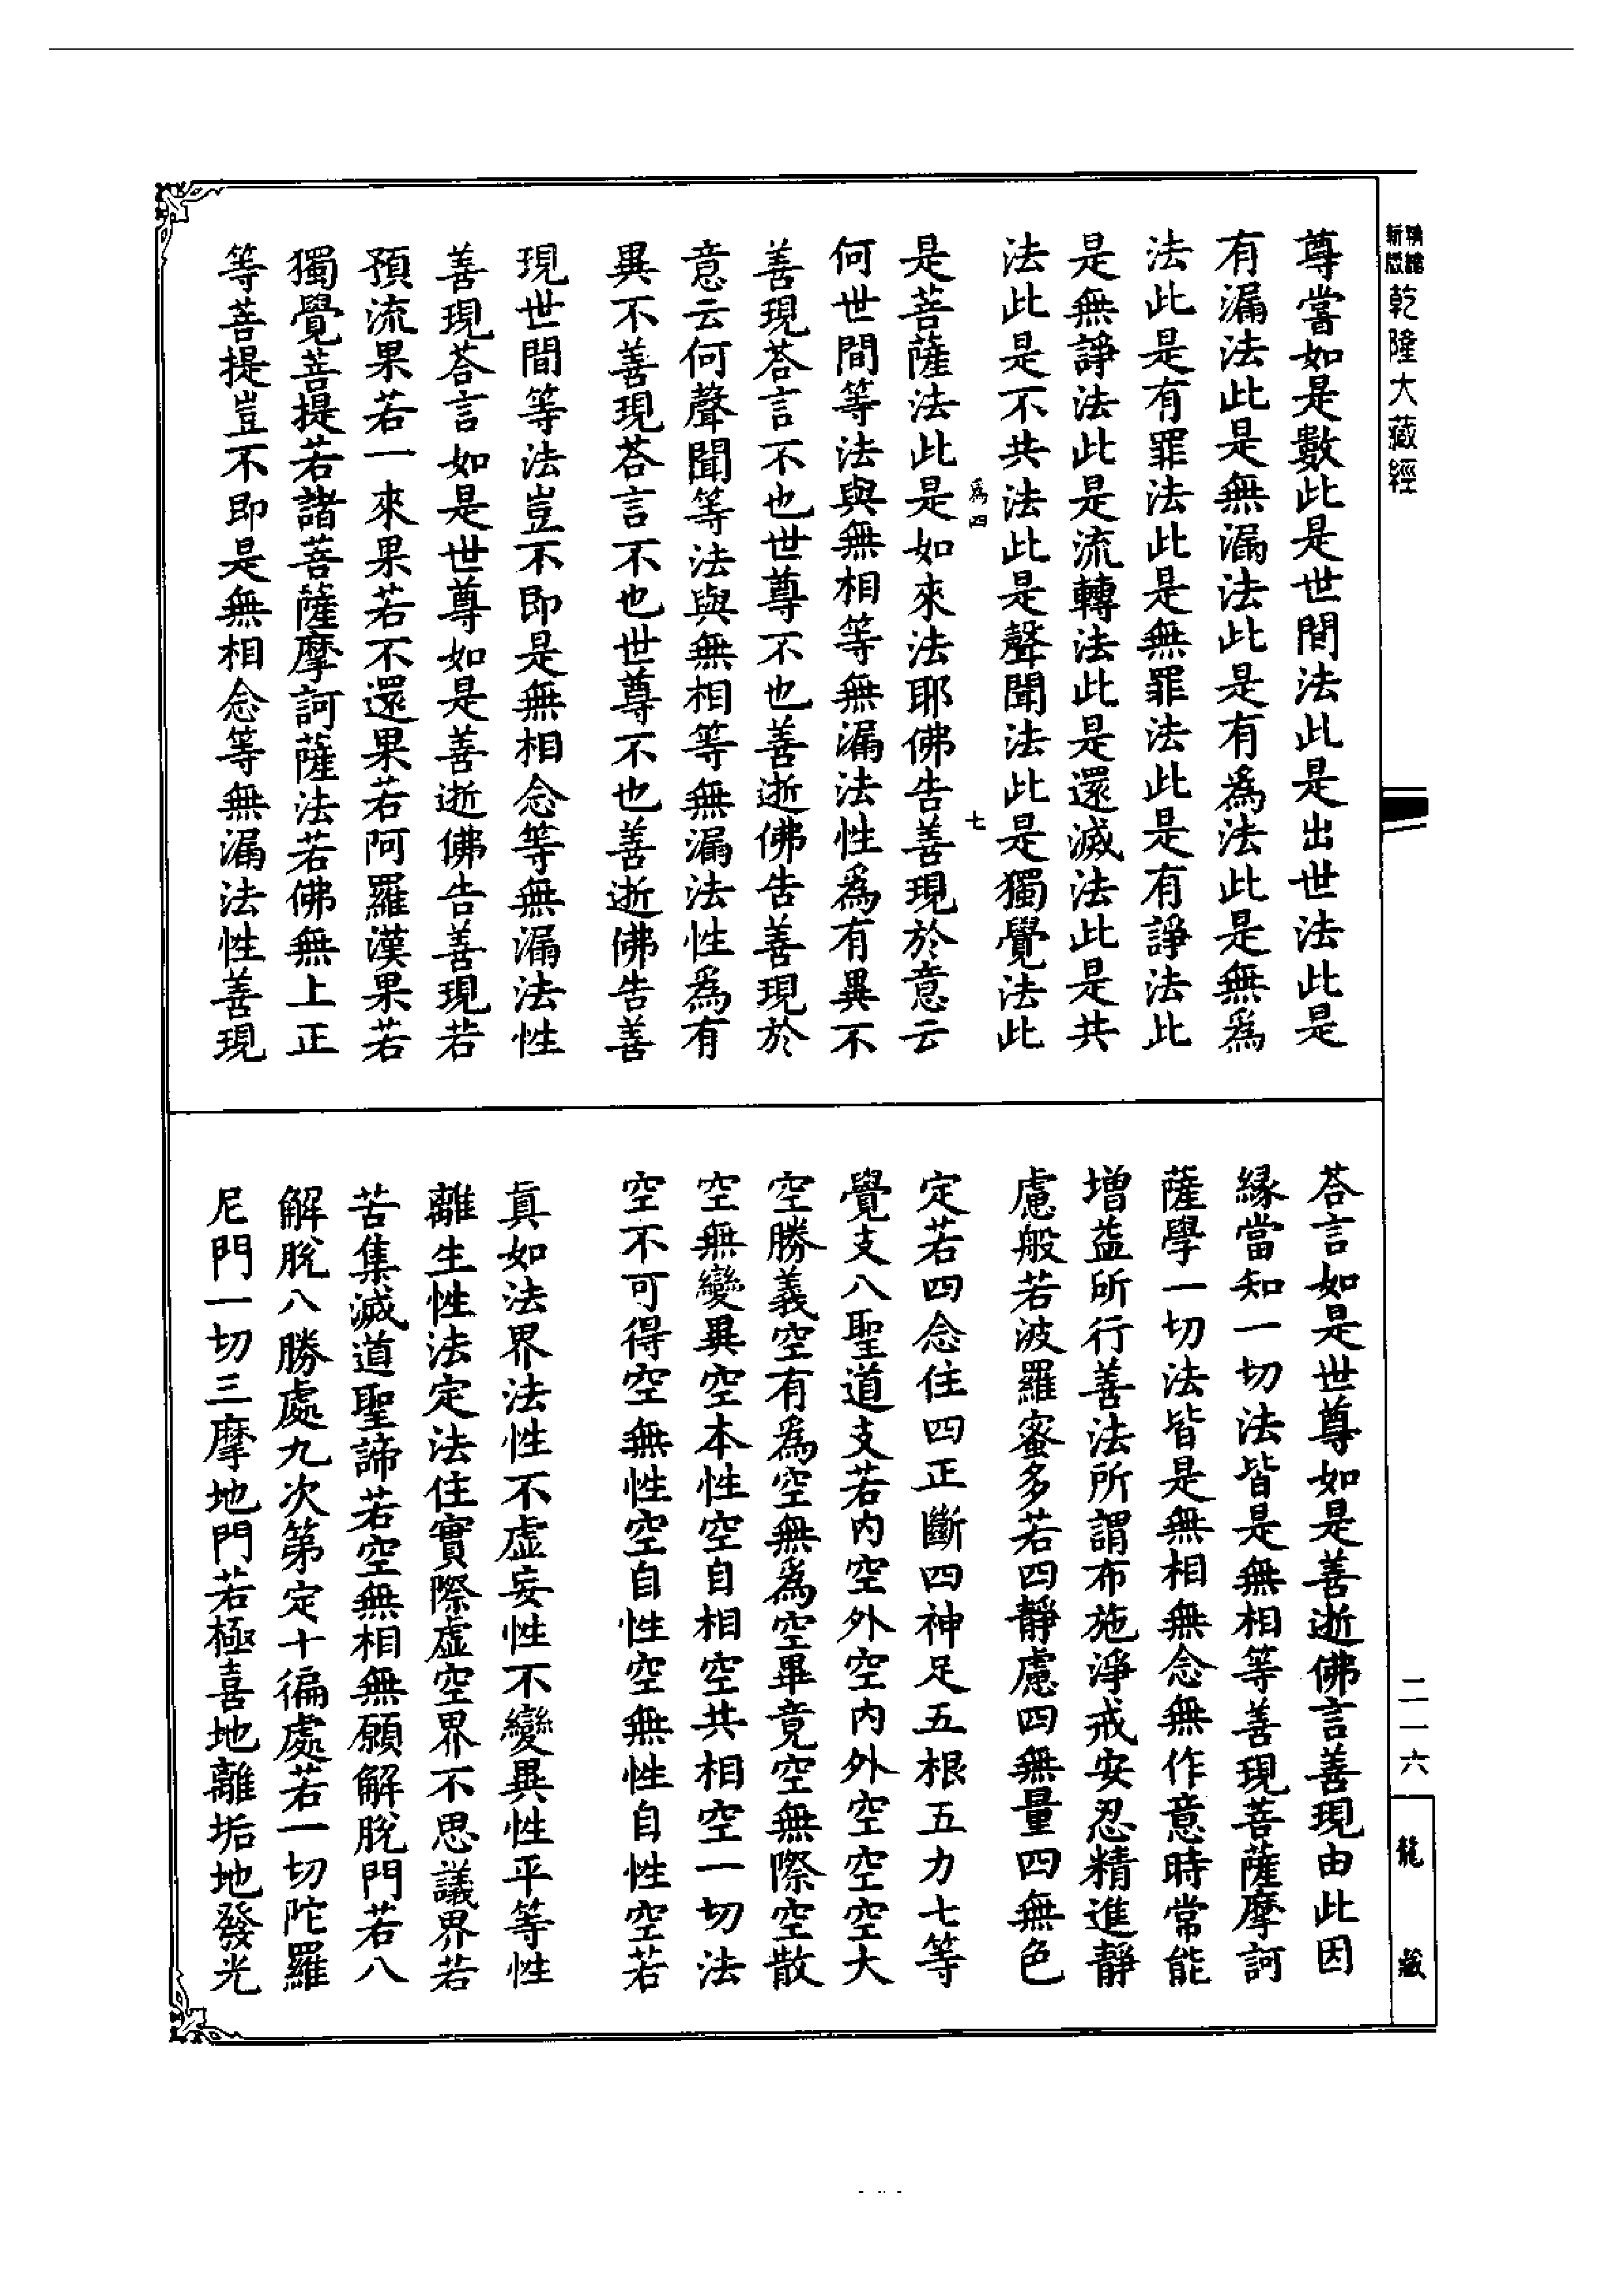 精縮新版乾隆大藏經
尊嘗如是數此是世間法此是出世法此是
有漏法此是無漏法此是有為法此是無為
法此是有罪法此是無罪法此是有諍法此
是無諍法此是流轉法此是還滅法此是共
法此是不共法此是聲聞法此是獨覺法此
為四 七
是菩薩法此是如來法耶佛告善現於意云
何世間等法與無相等無漏法性為有異不
善現荅言不也世尊不也善逝佛告善現於
意云何聲聞等法與無相等無漏法性為有
異不善現荅言不也世尊不也善逝佛告善
現世間等法豈不即是無相念等無漏法性
善現荅言如是世尊如是善逝佛告善現若
預流果若一來果若不還果若阿羅漢果若
獨覺菩提若諸菩薩摩訶薩法若佛無上正
等菩提豈不即是無相念等無漏法性善現
荅言如是世尊如是善逝佛言善現由此因
緣當知一切法皆是無相等善現菩薩摩訶
薩學一切法皆是無相無念無作意時常能
增益所行善法所謂布施淨戒安忍精進靜
慮般若波羅蜜多若四靜慮四無量四無色
定若四念住四正斷四神足五根五力七等
覺支八聖道支若內空外空內外空空空大
空勝義空有為空無為空畢竟空無際空散
空無變異空本性空自相空共相空一切法
空不可得空無性空自性空無性自性空若
真如法界法性不虛妄性不變異性平等性
離生性法定法住實際虛空界不思議界若
苦集滅道聖諦若空無相無願解脫門若八
解脫八勝處九次第定十徧處若一切陀羅
尼門一切三摩地門若極喜地離垢地發光
二一六
龍藏